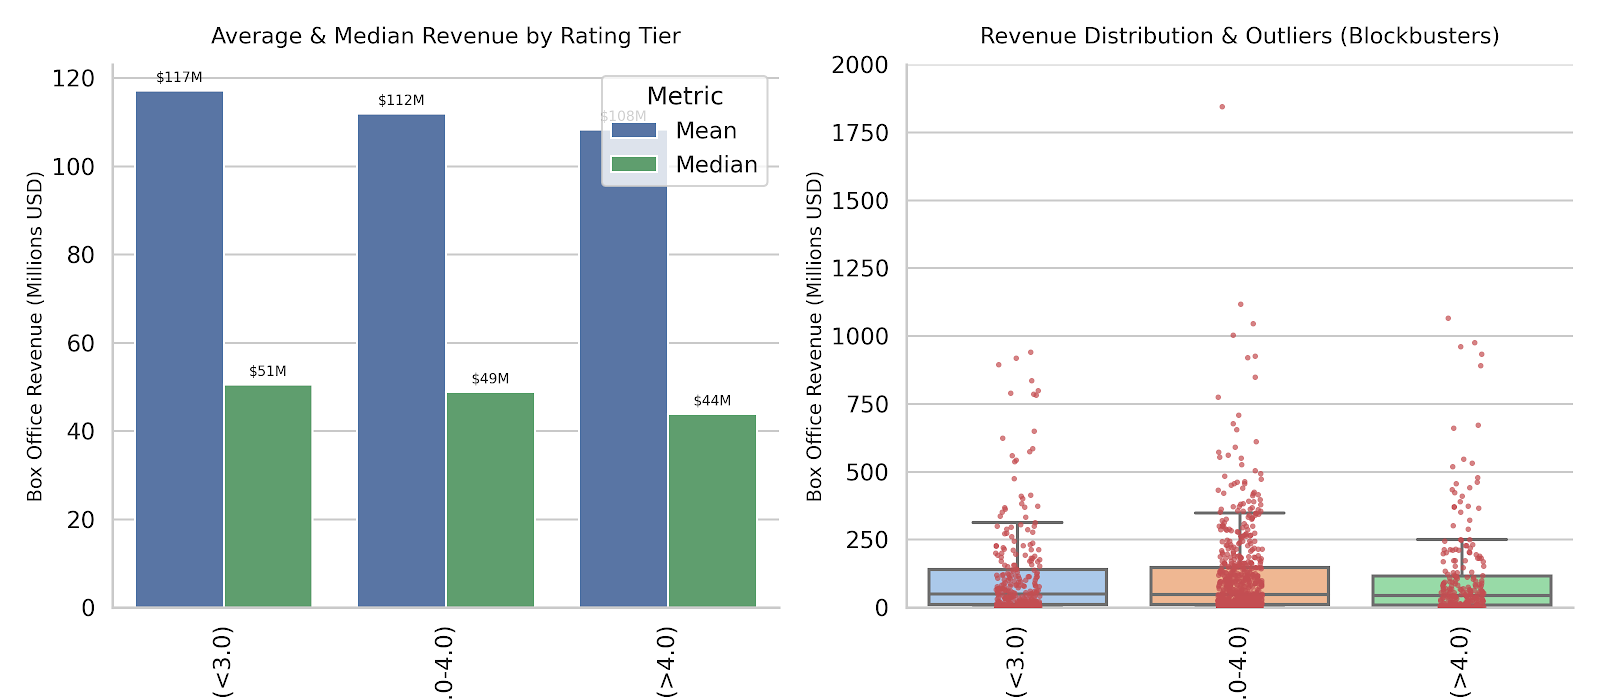 Average & Median Revenue by Rating Tier
Box Office Revenue (Millions USD)
120
100
80
60
40
20
0
$117M
$51M
$112M
$49M
$108M
$44M
Metric
Mean
Median
(<3.0)
.0-4.0)
(>4.0)
Revenue Distribution & Outliers (Blockbusters)
Box Office Revenue (Millions USD)
2000
1750
1500
1250
1000
750
500
250
0
(<3.0)
.0-4.0)
(>4.0)